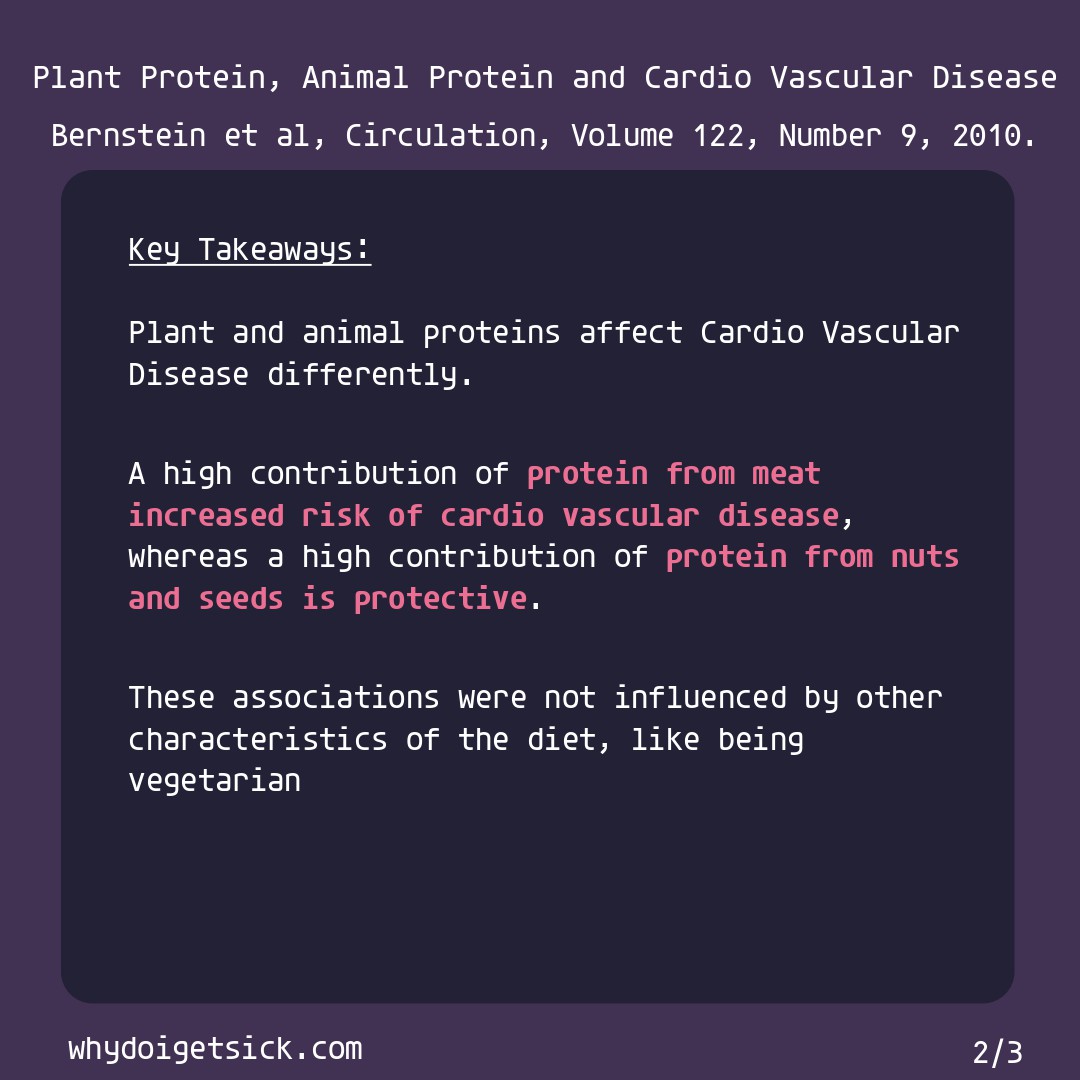 Plant Protein, Animal Protein and Cardio Vascular Disease
Bernstein et al, Circulation, Volume 122, Number 9, 2010.
Key Takeaways:
Plant and animal proteins affect Cardio Vascular
Disease differently.
A high contribution of protein from meat
increased risk of cardio vascular disease,
whereas a high contribution of protein from nuts
and seeds is protective.
These associations were not influenced by other
characteristics of the diet, like being
vegetarian
whydoigetsick.com
2/3